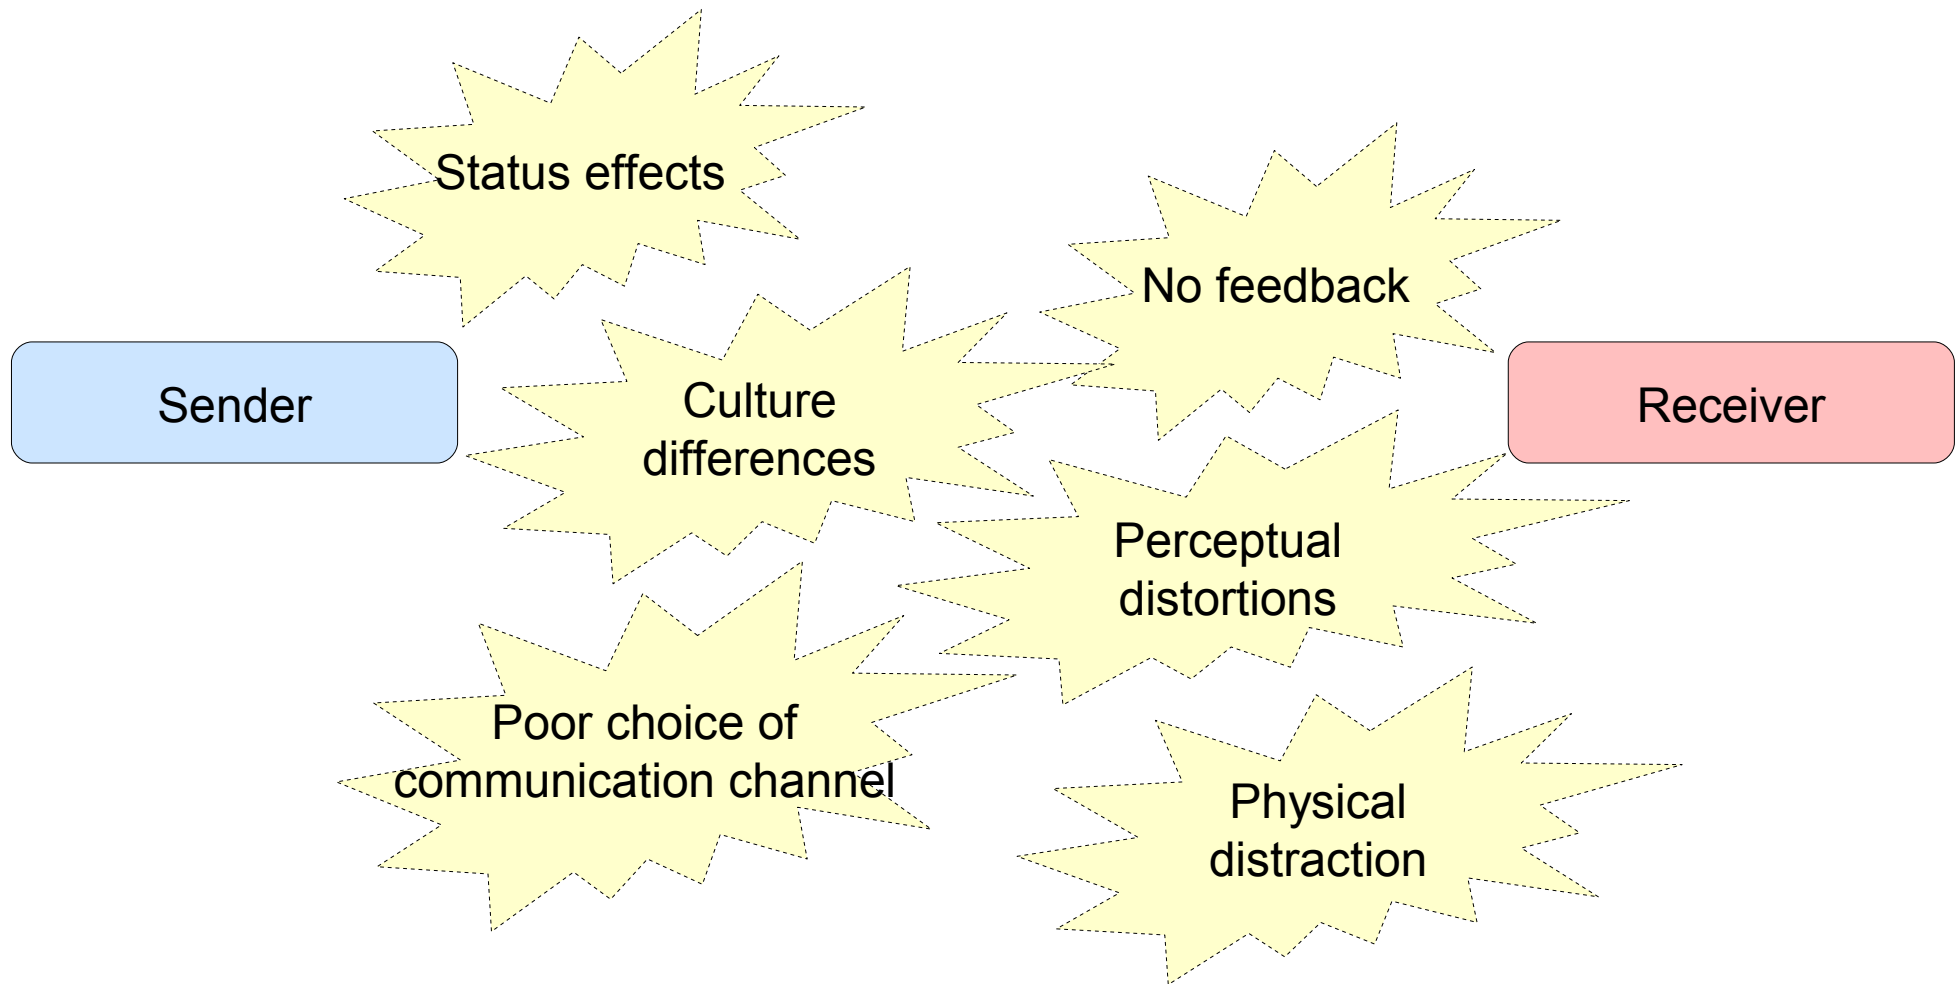 Status effects
No feedback
Sender
Culture
differences
Receiver
Perceptual
distortions
Poor choice of
communication channel
Physical
distraction